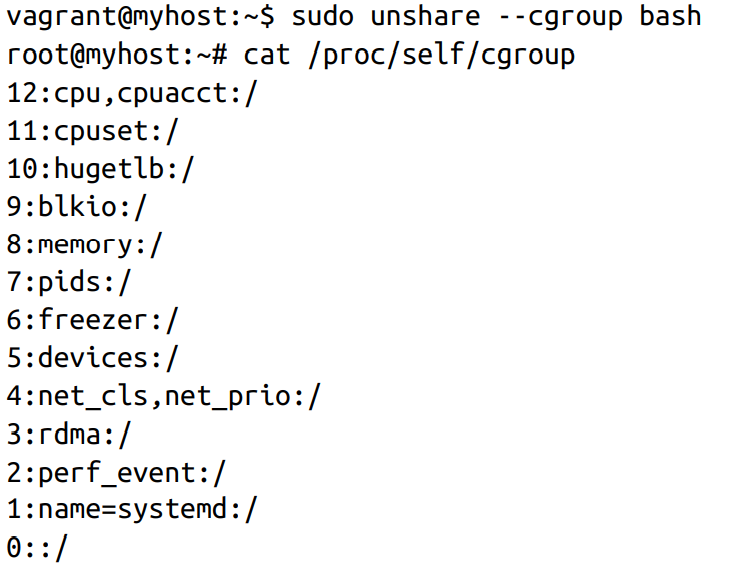 vagrant@myhost:~$ sudo unshare --cgroup bash
root@myhost:~# cat /proc/self/cgroup
12:cpu,cpuacct:/
11:cpuset:/
10:hugetlb:/
9:blkio:/
8:memory:/
7:pids:/
6:freezer:/
5:devices:/
4:net_cls,net_prio:/
3:rdma:/
2:perf_event:/
1:name=systemd:/
0::/